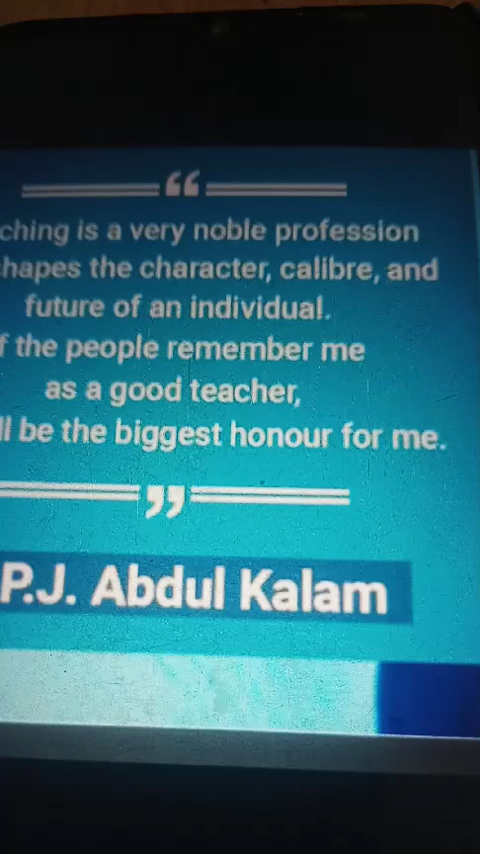 “
ching is a very noble profession
hapes the character, calibre, and
future of an individual.
f the people remember me
as a good teacher,
ll be the biggest honour for me.
”
P.J. Abdul Kalam